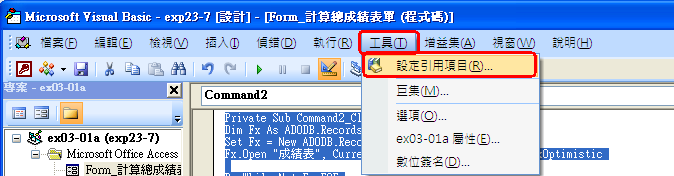 Microsoft Visual Basic - exp23-7 [設計] - [Form_計算總成績表單 (程式碼)]
檔案(F) 編輯(E) 檢視(V) 插入(I) 偵錯(D) 執行(R) 工具(T) 增益集(A) 視窗(W) 說明(H)
設定引用項目(R)...
巨集(M)...
選項(O)...
ex03-01a 屬性(E)...
數位簽名(D)...
專案 - ex03-01a
ex03-01a (exp23-7)
Microsoft Office Access
Form_計算總成績表
Command2
Private Sub Command2_Cl
Dim Fx As ADODB.Records
Set Fx = New ADODB.Rec
Fx.Open "成績表", Curren
kOptimistic